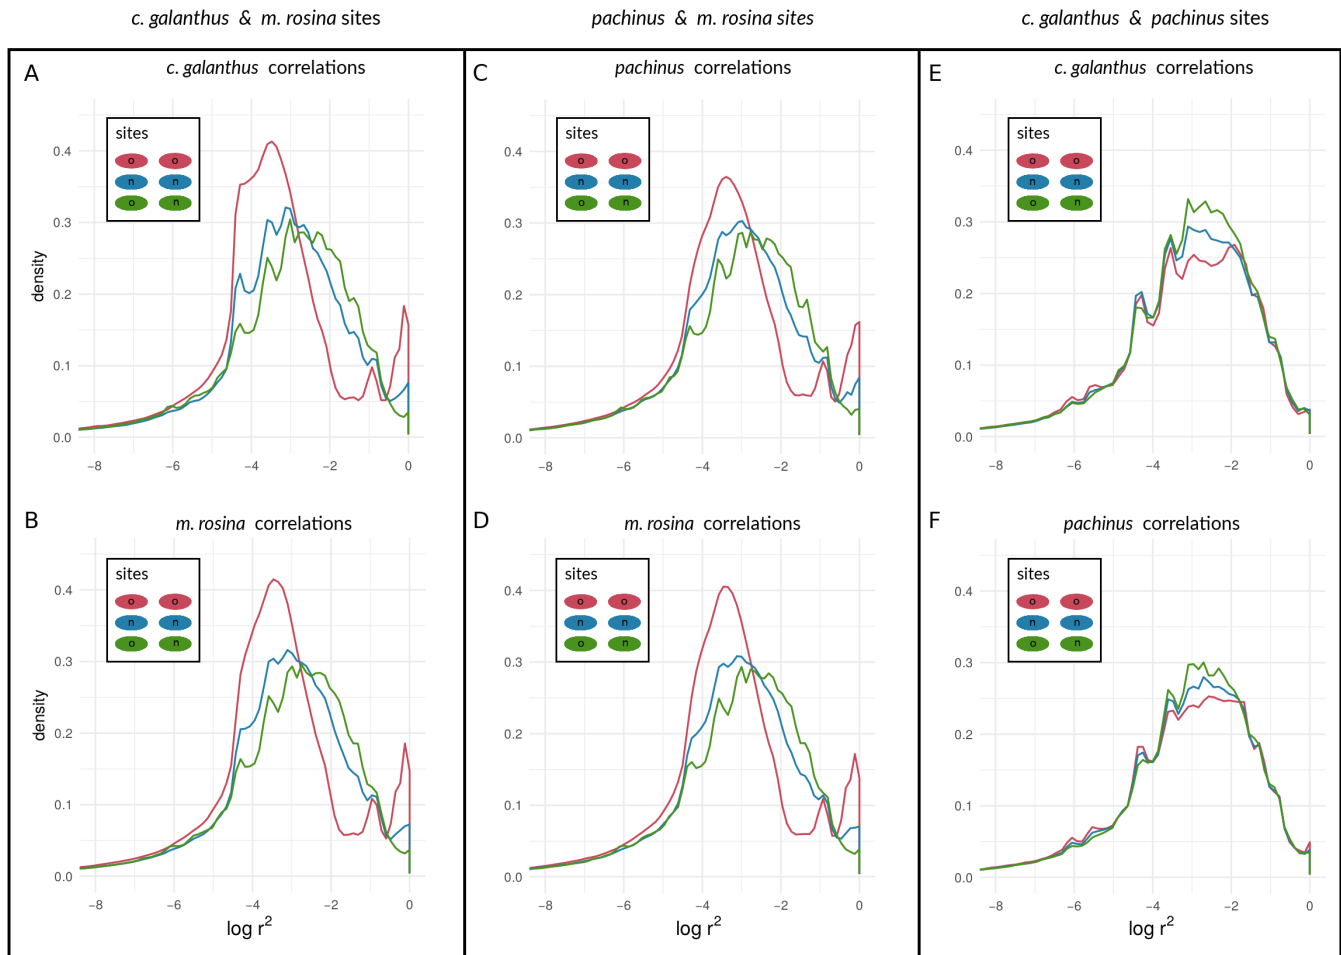 c. galanthus & m. rosina sites
pachinus & m. rosina sites
c. galanthus & pachinus sites
A
c. galanthus correlations
sites
o o
n n
o n
density
0.4
0.3
0.2
0.1
0.0
−8 −6 −4 −2 0
C
pachinus correlations
sites
o o
n n
o n
0.4
0.3
0.2
0.1
0.0
−8 −6 −4 −2 0
E
c. galanthus correlations
sites
o o
n n
o n
0.4
0.3
0.2
0.1
0.0
−8 −6 −4 −2 0
B
m. rosina correlations
sites
o o
n n
o n
density
0.4
0.3
0.2
0.1
0.0
−8 −6 −4 −2 0
log r²
D
m. rosina correlations
sites
o o
n n
o n
0.4
0.3
0.2
0.1
0.0
−8 −6 −4 −2 0
log r²
F
pachinus correlations
sites
o o
n n
o n
0.4
0.3
0.2
0.1
0.0
−8 −6 −4 −2 0
log r²